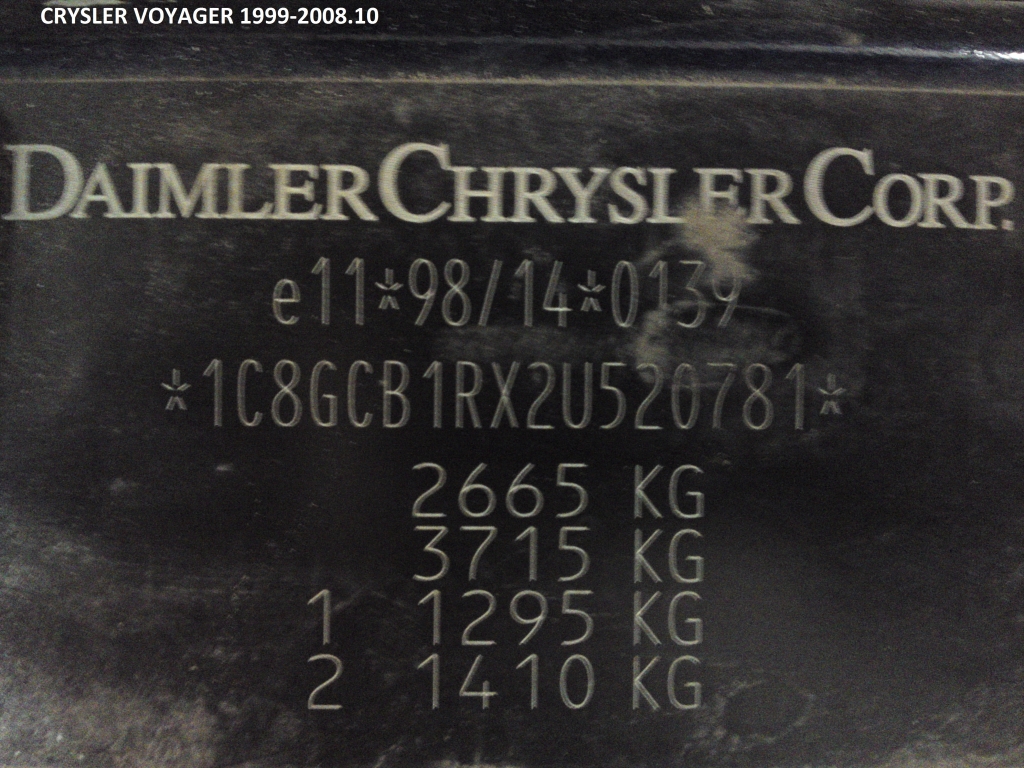 CRYSLER VOYAGER 1999-2008.10
DAIMLERCHRYSLER CORP.
e11*98/14*0139
*1C8GCB1RX2U520781*
2665 KG
3715 KG
1 1295 KG
2 1410 KG